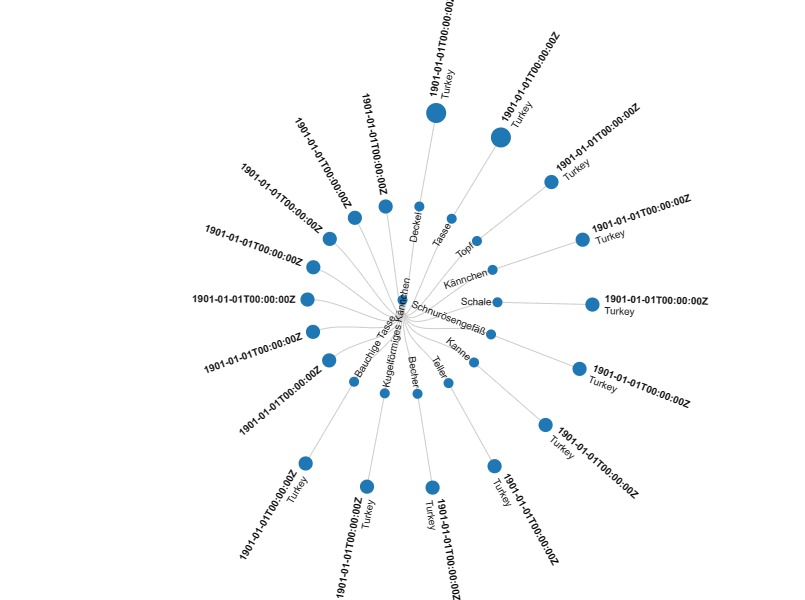 1901-01-01T00:00:00Z
Turkey
Deckel
1901-01-01T00:00:00Z
Turkey
Tasse
1901-01-01T00:00:00Z
Turkey
Topf
1901-01-01T00:00:00Z
Turkey
Kännchen
1901-01-01T00:00:00Z
Turkey
Schale
1901-01-01T00:00:00Z
Turkey
Schnurösengefäß
1901-01-01T00:00:00Z
Turkey
Kanne
1901-01-01T00:00:00Z
Turkey
Teller
1901-01-01T00:00:00Z
Turkey
Becher
1901-01-01T00:00:00Z
Turkey
Kugelförmiges Kännchen
1901-01-01T00:00:00Z
Turkey
Bauchige Tasse
1901-01-01T00:00:00Z
1901-01-01T00:00:00Z
1901-01-01T00:00:00Z
1901-01-01T00:00:00Z
1901-01-01T00:00:00Z
1901-01-01T00:00:00Z
1901-01-01T00:00:00Z